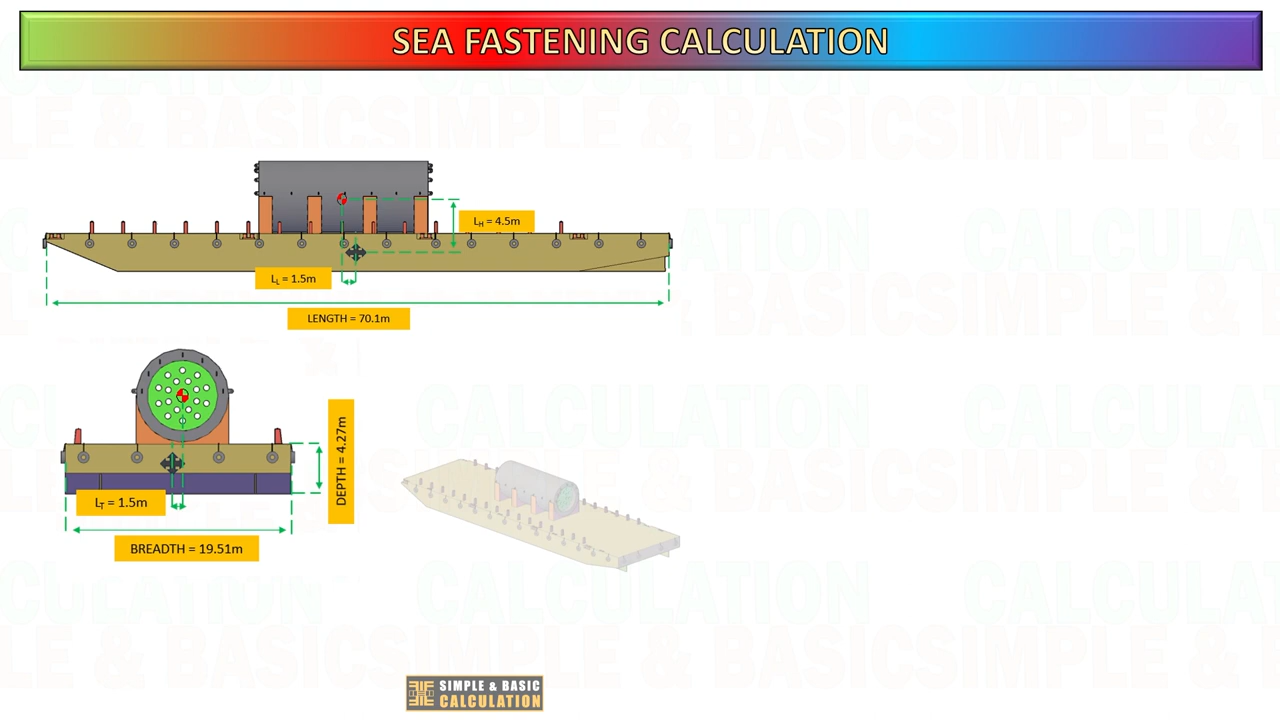 SEA FASTENING CALCULATION
LH = 4.5m
LL = 1.5m
LENGTH = 70.1m
DEPTH = 4.27m
LT = 1.5m
BREADTH = 19.51m
SIMPLE & BASIC
CALCULATION